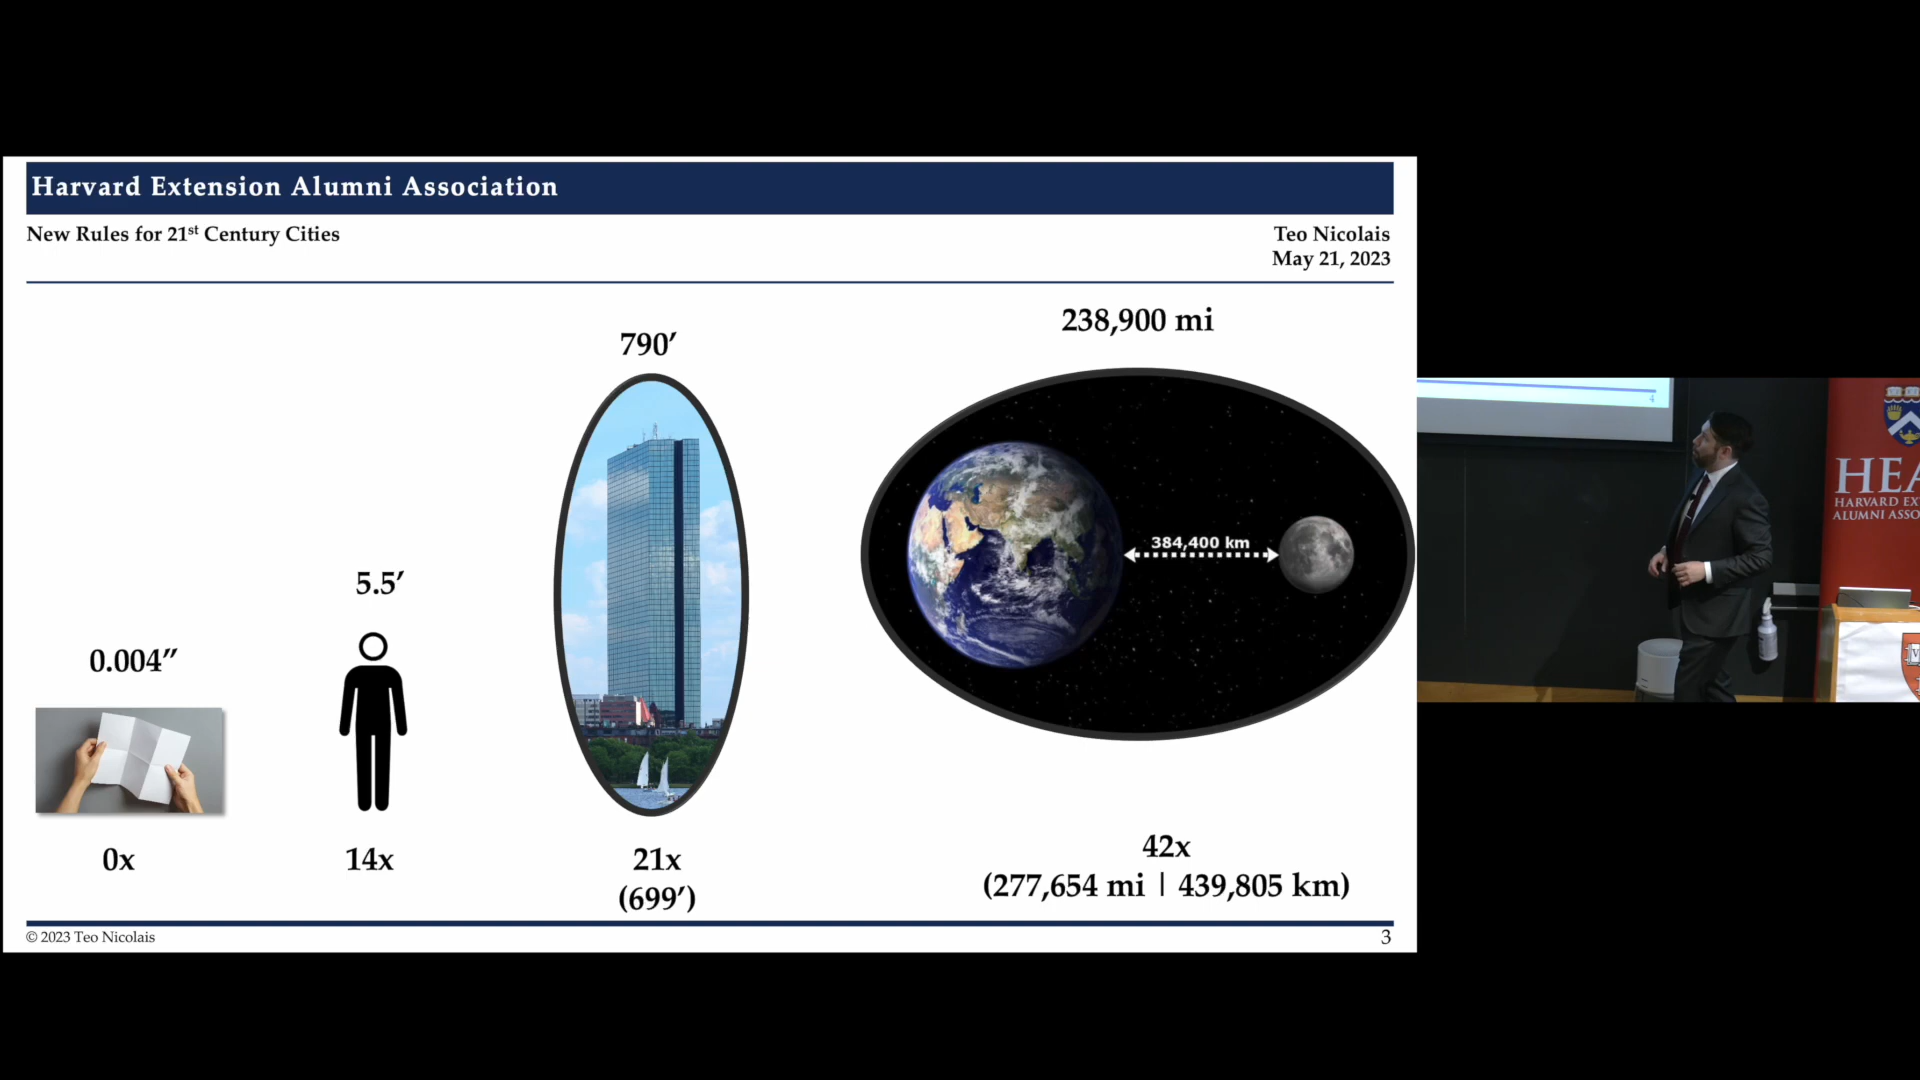 Harvard Extension Alumni Association
New Rules for 21st Century Cities
Teo Nicolais
May 21, 2023
0.004″
5.5′
790′
238,900 mi
384,400 km
0x
14x
21x
(699′)
42x
(277,654 mi | 439,805 km)
© 2023 Teo Nicolais
3
4
HEA
HARVARD EX
ALUMNI ASSO